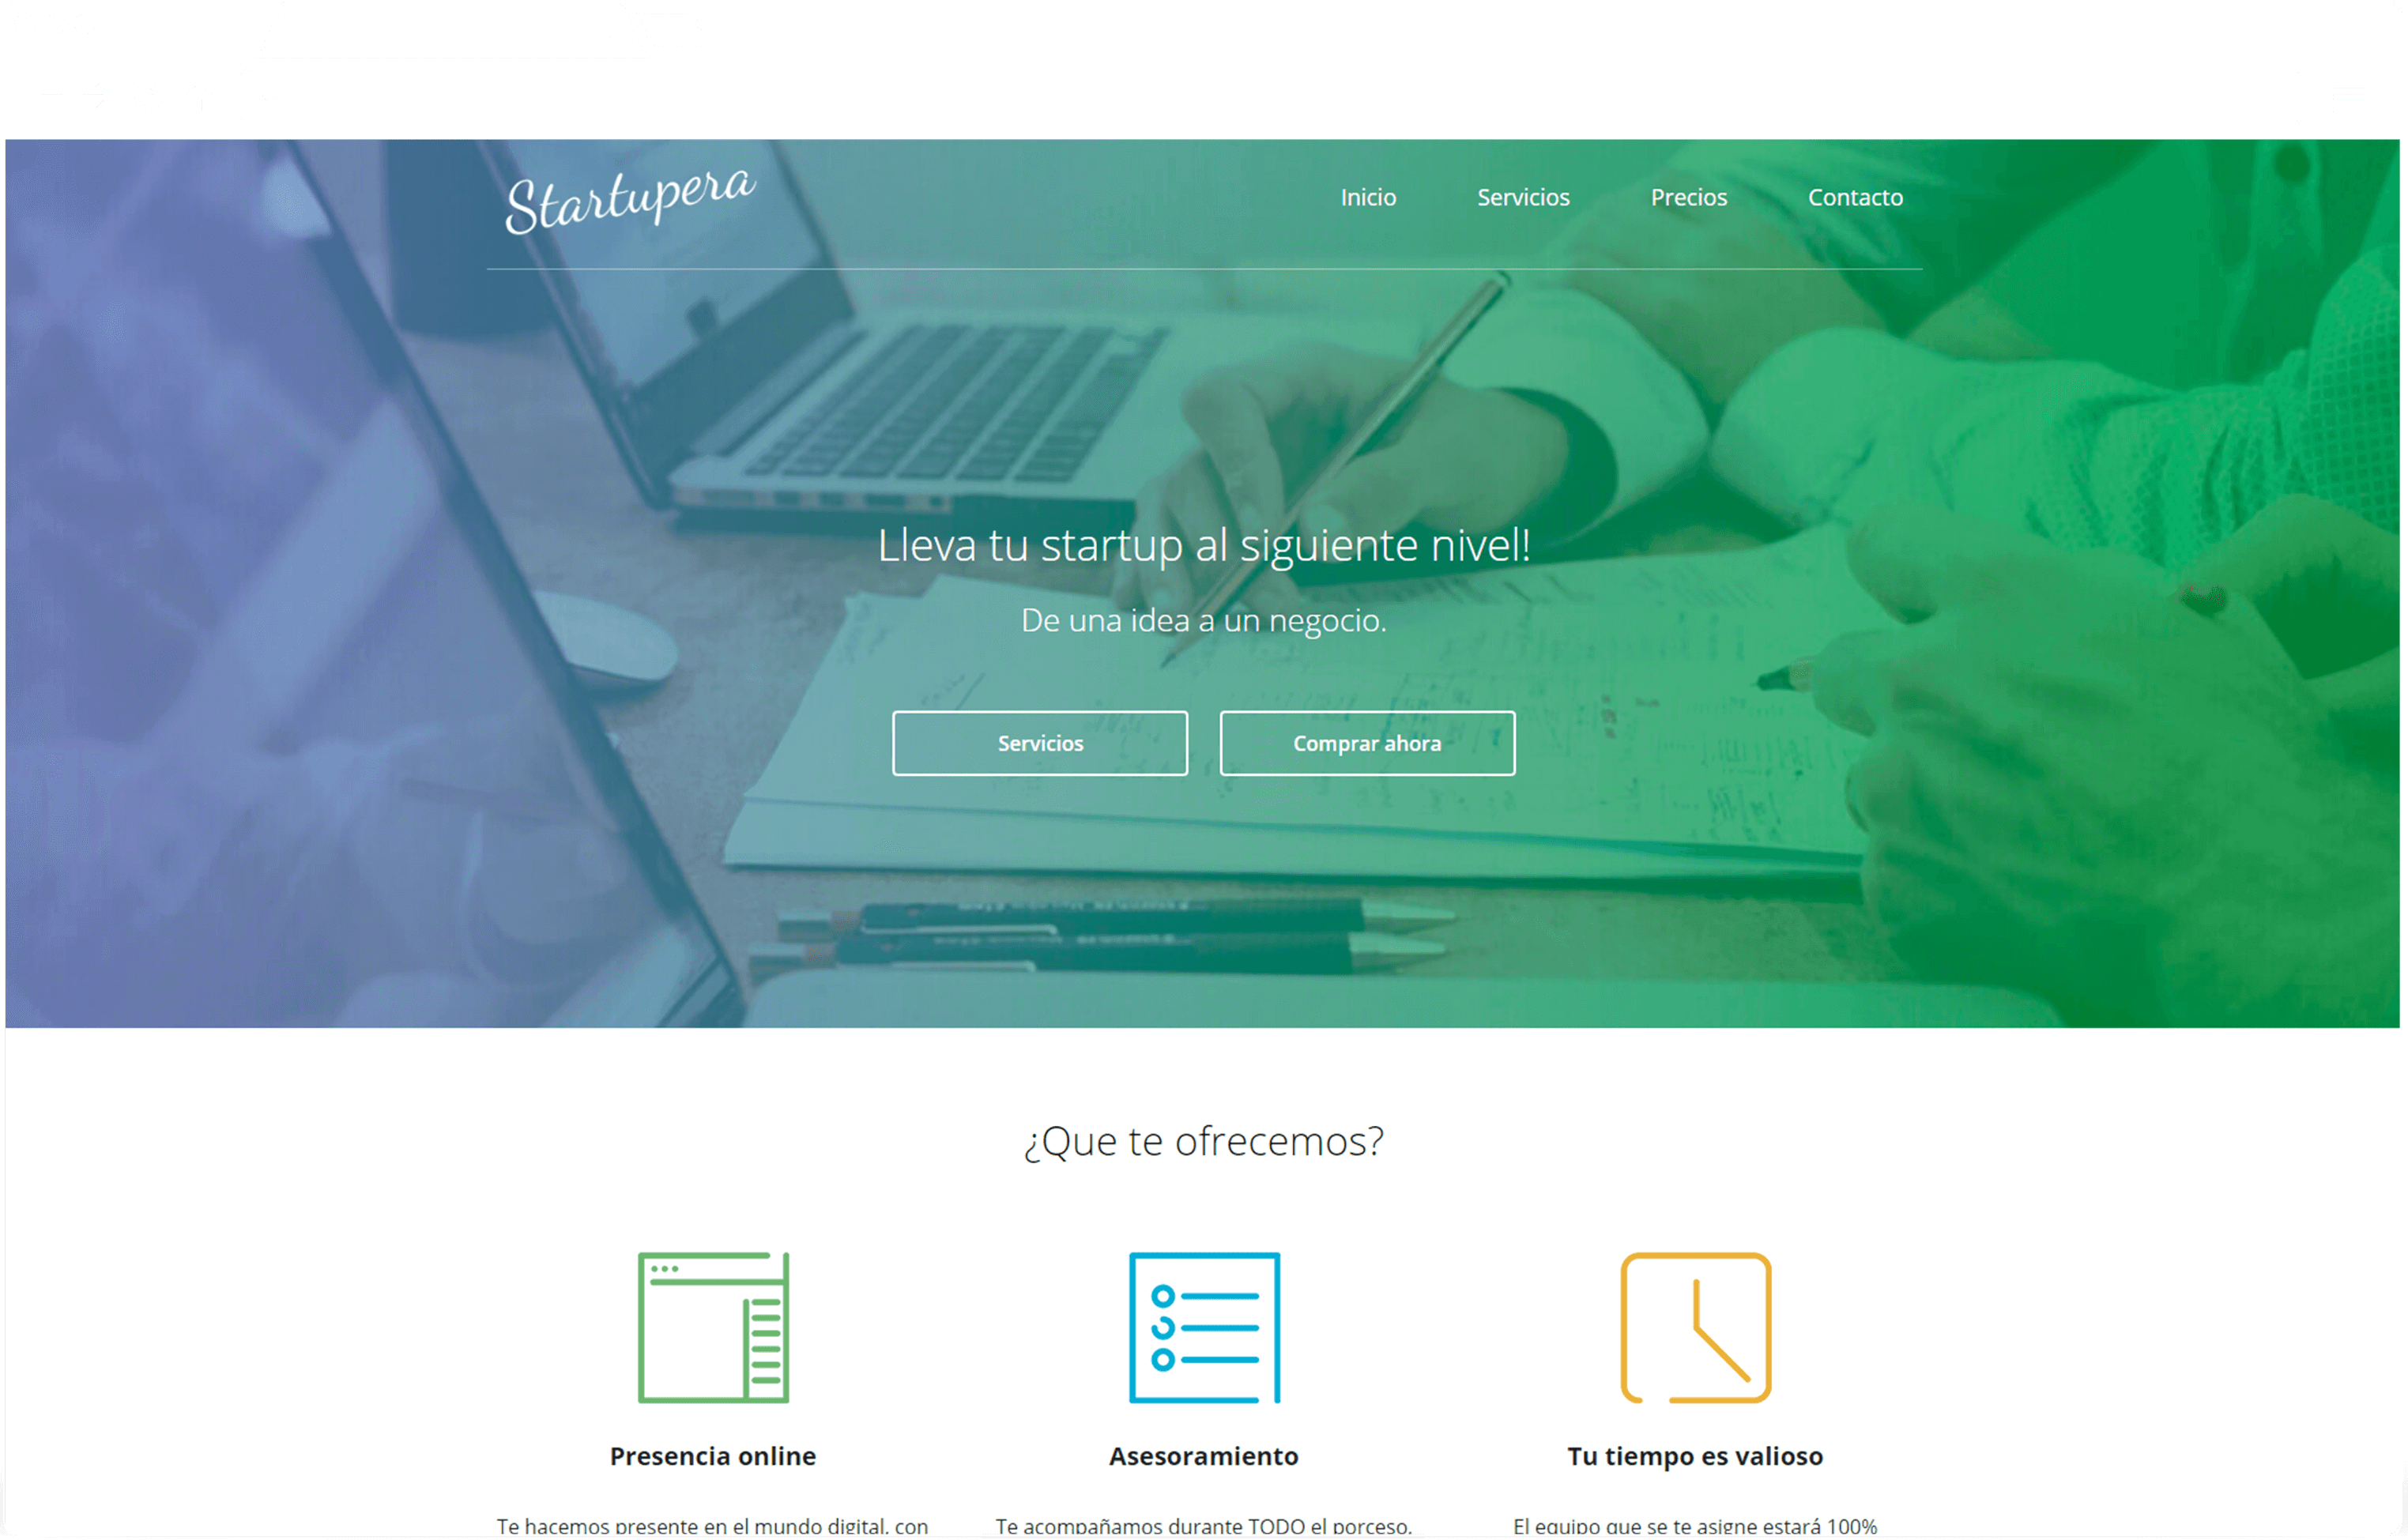 Startupera
Inicio Servicios Precios Contacto
Lleva tu startup al siguiente nivel!
De una idea a un negocio.
Servicios Comprar ahora
¿Que te ofrecemos?
Presencia online Asesoramiento Tu tiempo es valioso
Te hacemos presente en el mundo digital, con Te acompañamos durante TODO el porceso, El equipo que se te asigne estará 100%